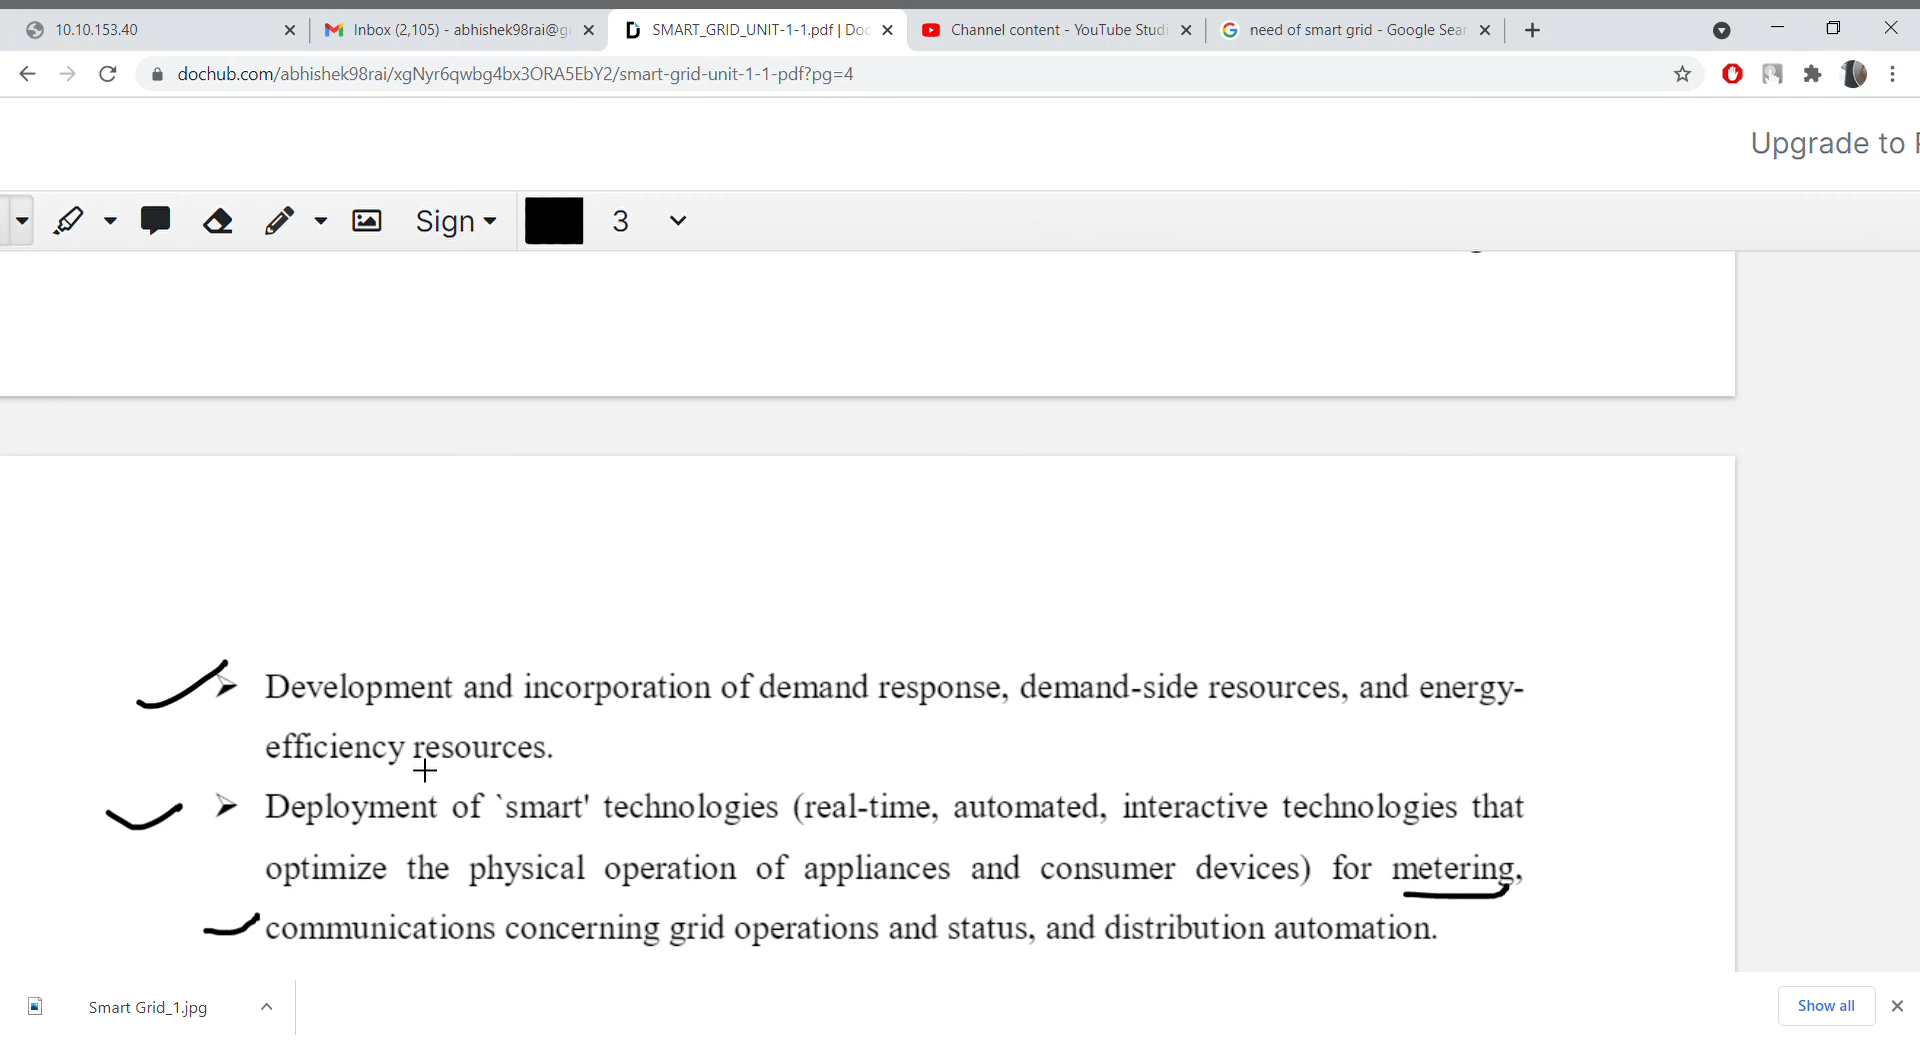 10.10.153.40
Inbox (2,105) - abhishek98rai@g
SMART_GRID_UNIT-1-1.pdf | Doc
Channel content - YouTube Studi
need of smart grid - Google Sear
dochub.com/abhishek98rai/xgNyr6qwbg4bx3ORA5EbY2/smart-grid-unit-1-1-pdf?pg=4
Upgrade to
Sign
3
Development and incorporation of demand response, demand-side resources, and energy-
efficiency resources.
Deployment of `smart' technologies (real-time, automated, interactive technologies that
optimize the physical operation of appliances and consumer devices) for metering,
communications concerning grid operations and status, and distribution automation.
Smart Grid_1.jpg
Show all